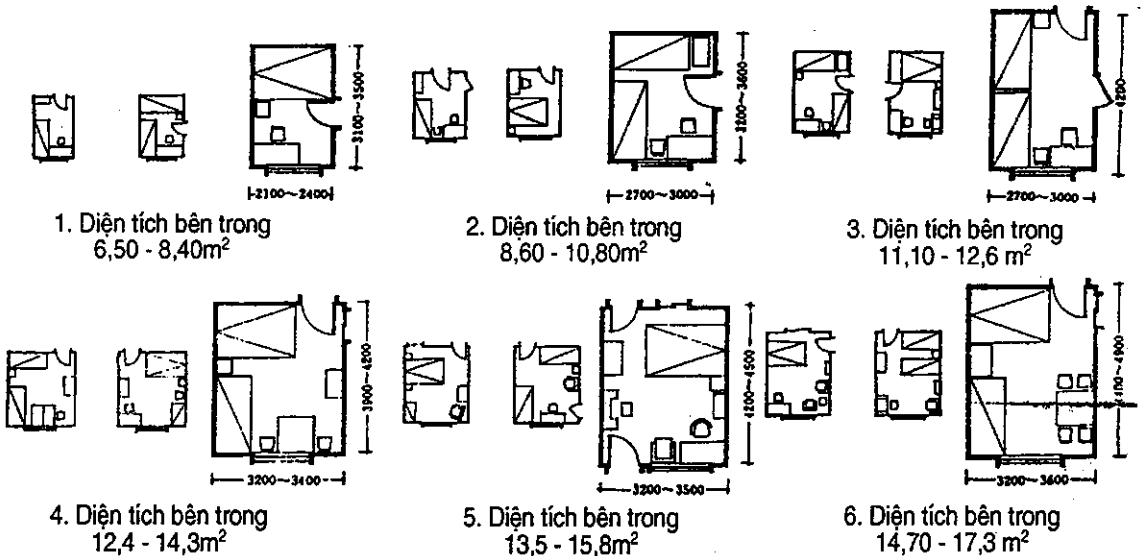 3100~3500
2100~2400
1. Diện tích bên trong
6,50 - 8,40m²
3200~3600
2700~3000
2. Diện tích bên trong
8,60 - 10,80m²
4200
2700~3000
3. Diện tích bên trong
11,10 - 12,6 m²
3900~4200
3200~3400
4. Diện tích bên trong
12,4 - 14,3m²
4200~4500
3200~3500
5. Diện tích bên trong
13,5 - 15,8m²
3200~3600
6. Diện tích bên trong
14,70 - 17,3 m²